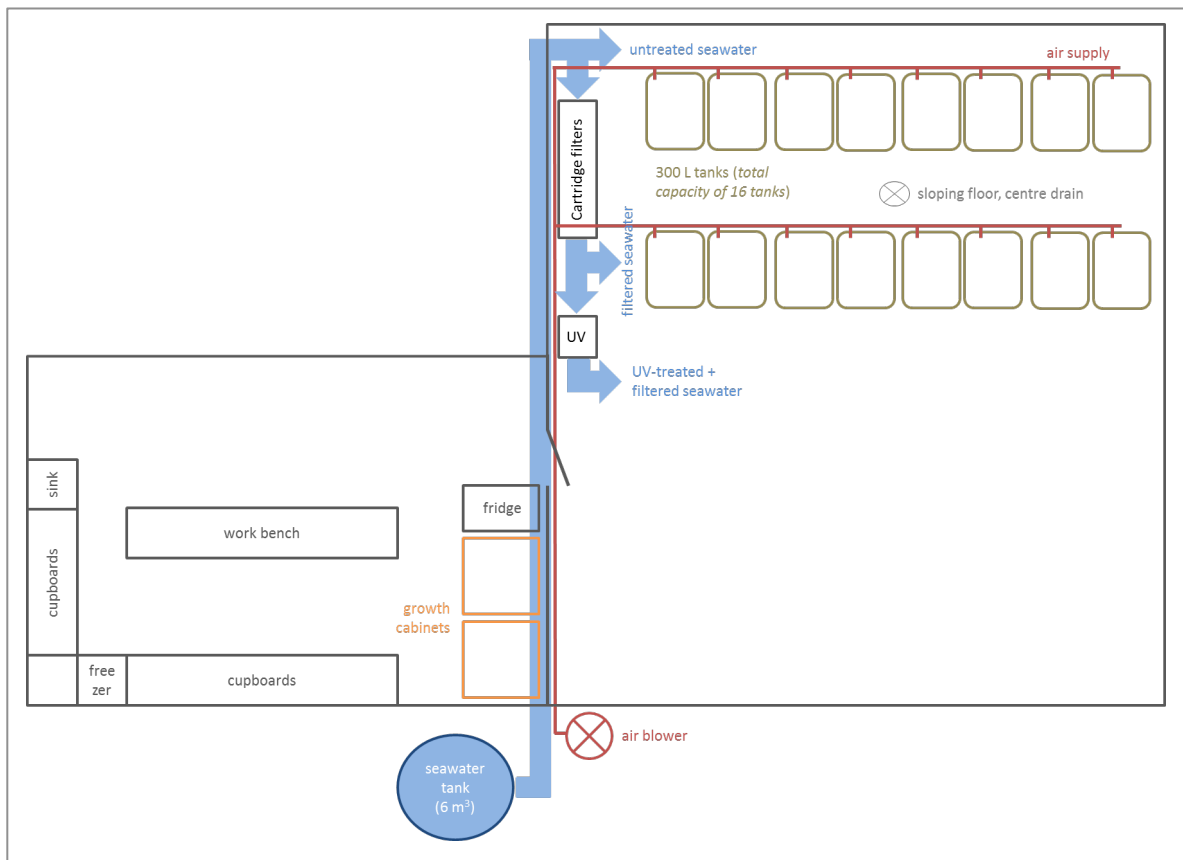 untreated seawater
air supply
Cartridge filters
300 L tanks (total
capacity of 16 tanks)
sloping floor, centre drain
filtered seawater
UV
UV-treated +
filtered seawater
sink
fridge
work bench
cupboards
growth
cabinets
free
zer
cupboards
air blower
seawater
tank
(6 m³)